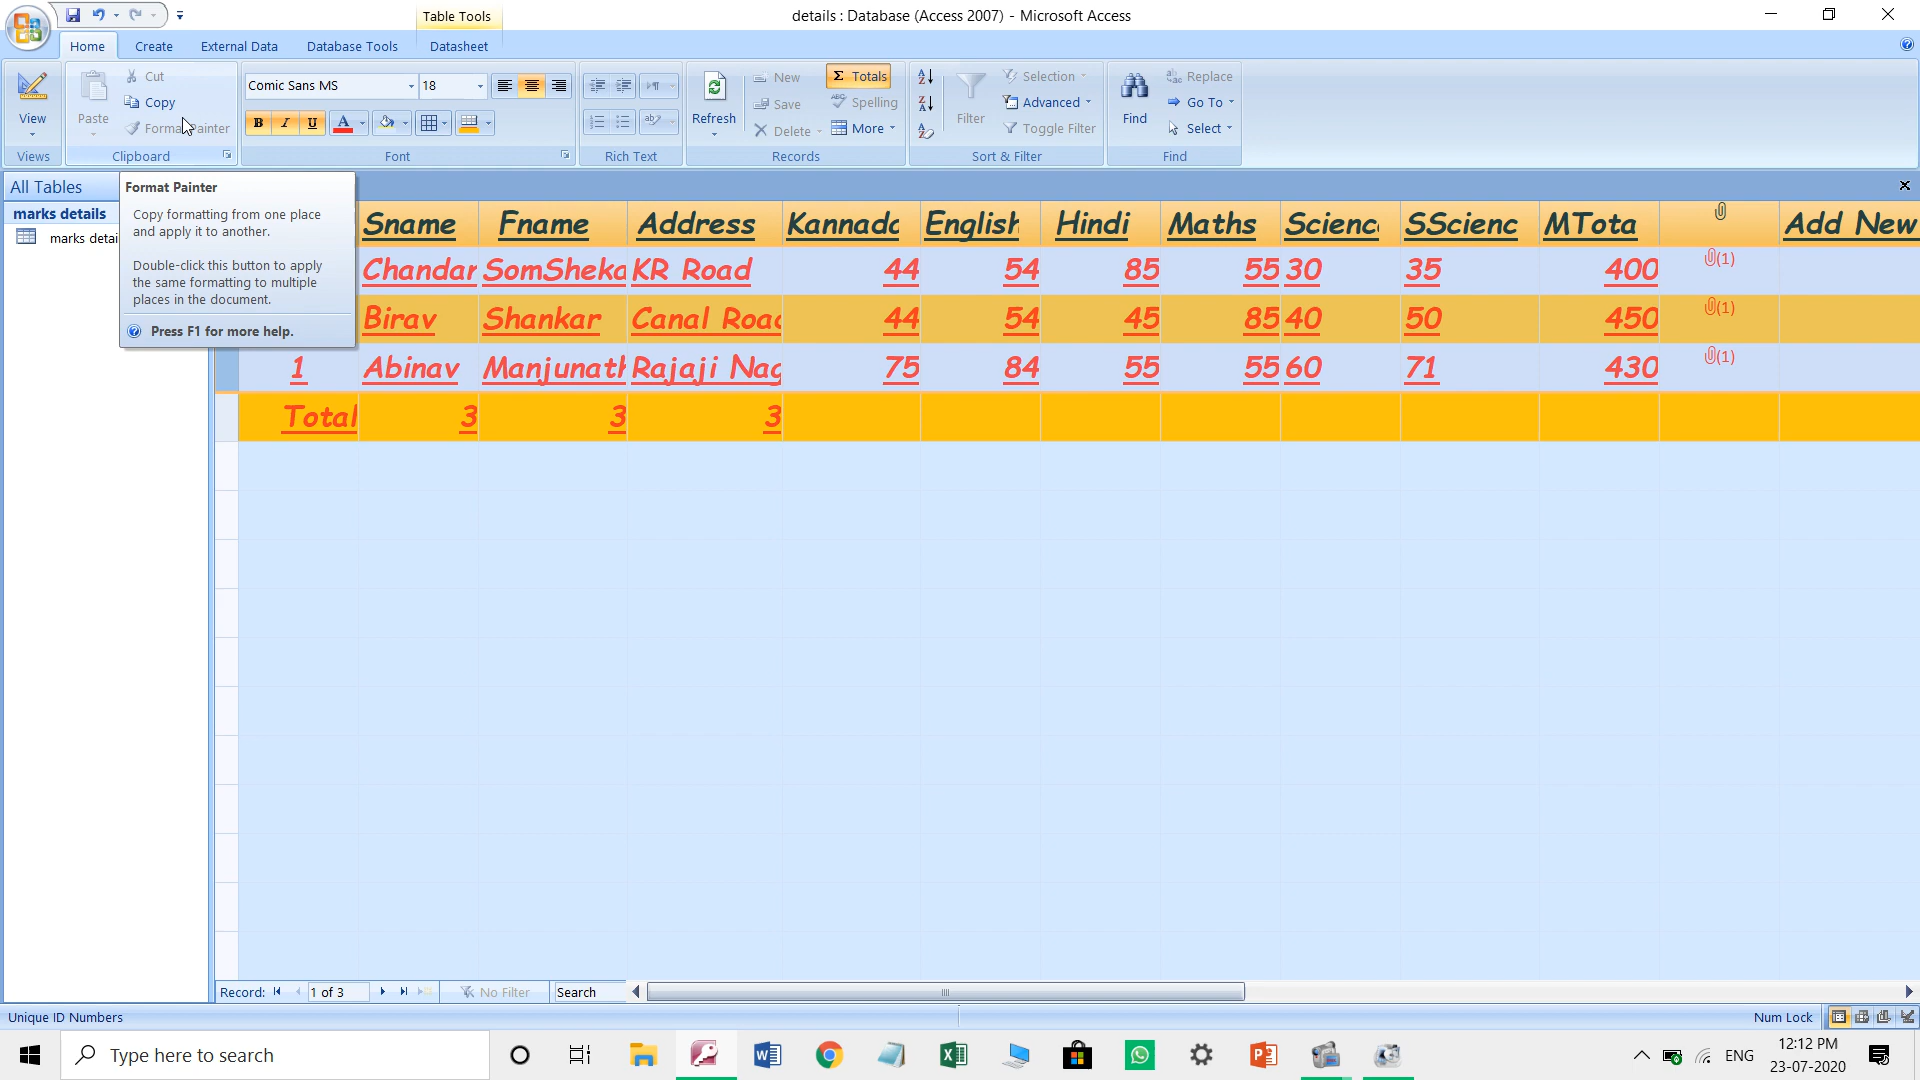 Table Tools
details : Database (Access 2007) - Microsoft Access
Home Create External Data Database Tools Datasheet
View
Paste
Cut
Copy
Format Painter
Comic Sans MS 18
B I U A
Refresh
New
Save
Delete
Σ Totals
Spelling
More
Filter
Selection
Advanced
Toggle Filter
Find
Replace
Go To
Select
Views Clipboard Font Rich Text Records Sort & Filter Find
All Tables
marks details
marks detai
Format Painter
Copy formatting from one place
and apply it to another.
Double-click this button to apply
the same formatting to multiple
places in the document.
Press F1 for more help.
Sname Fname Address Kannada English Hindi Maths Scienc SScienc MTota Add New
Chandar SomSheka KR Road 44 54 85 55 30 35 400 (1)
Birav Shankar Canal Road 44 54 45 85 40 50 450 (1)
1 Abinav Manjunath Rajaji Nag 75 84 55 55 60 71 430 (1)
Total 3 3 3
Record: 1 of 3 No Filter Search
Unique ID Numbers Num Lock
Type here to search
ENG
12:12 PM
23-07-2020